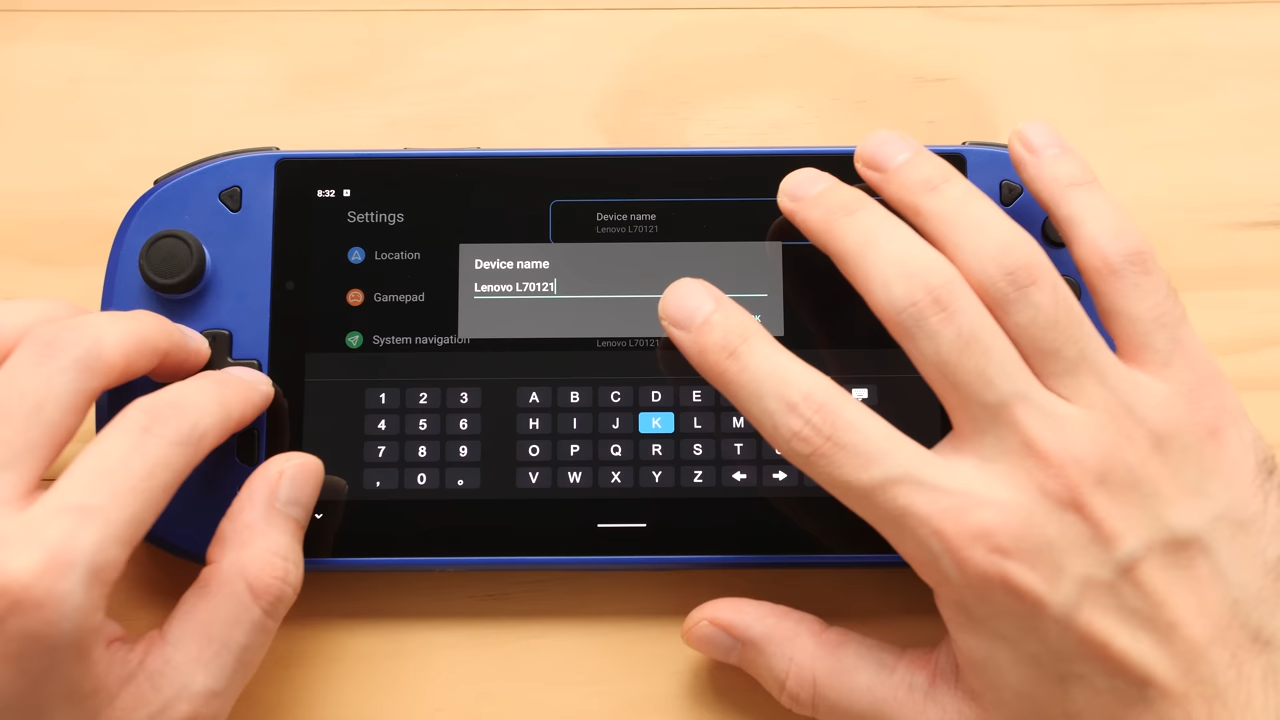 8:32
Settings
Device name
Lenovo L70121
Location
Device name
Lenovo L70121
Gamepad
System navigation
Lenovo L70121
1 2 3 A B C D E
4 5 6 H I J K L M
7 8 9 O P Q R S T
, 0 。 V W X Y Z